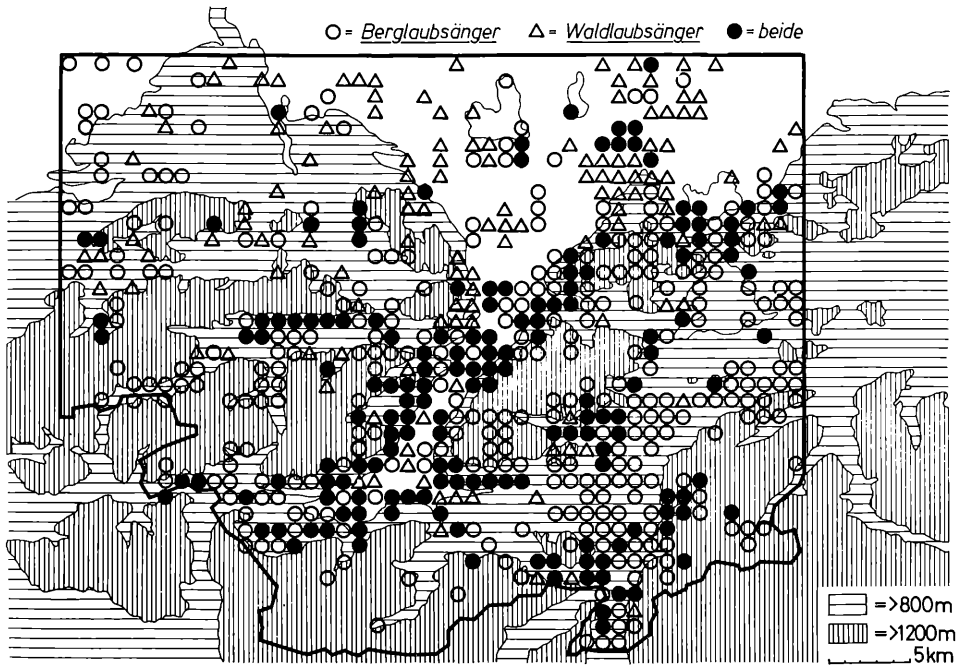 ○ = Berglaubsänger △ = Waldlaubsänger ● = beide
= >800m
= >1200m
5km